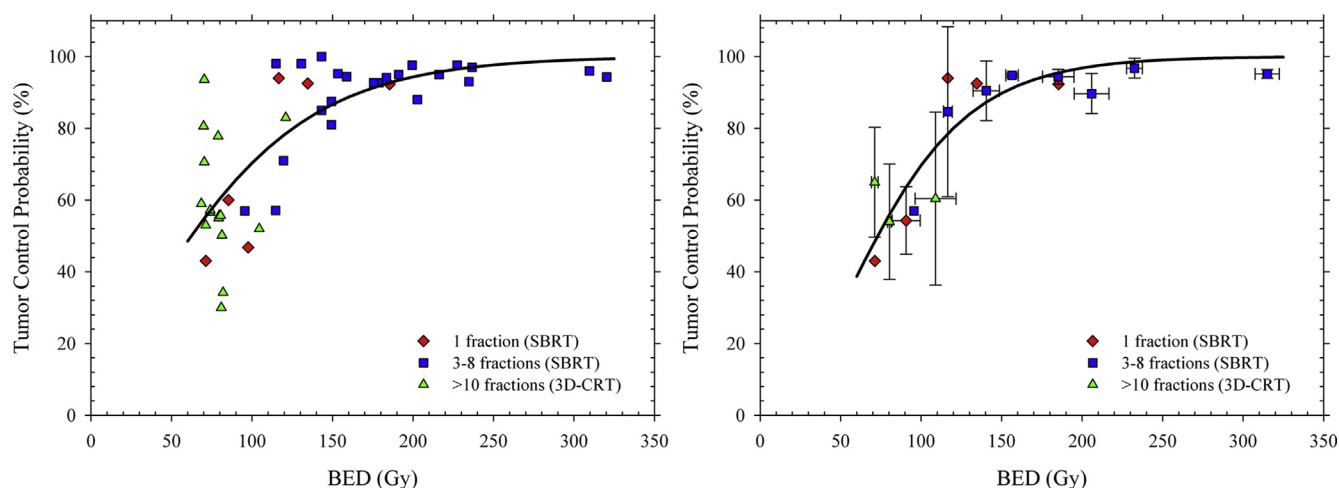 Tumor Control Probability (%)
100
80
60
40
20
0
1 fraction (SBRT)
3-8 fractions (SBRT)
>10 fractions (3D-CRT)
0 50 100 150 200 250 300 350
BED (Gy)
Tumor Control Probability (%)
100
80
60
40
20
0
1 fraction (SBRT)
3-8 fractions (SBRT)
>10 fractions (3D-CRT)
0 50 100 150 200 250 300 350
BED (Gy)